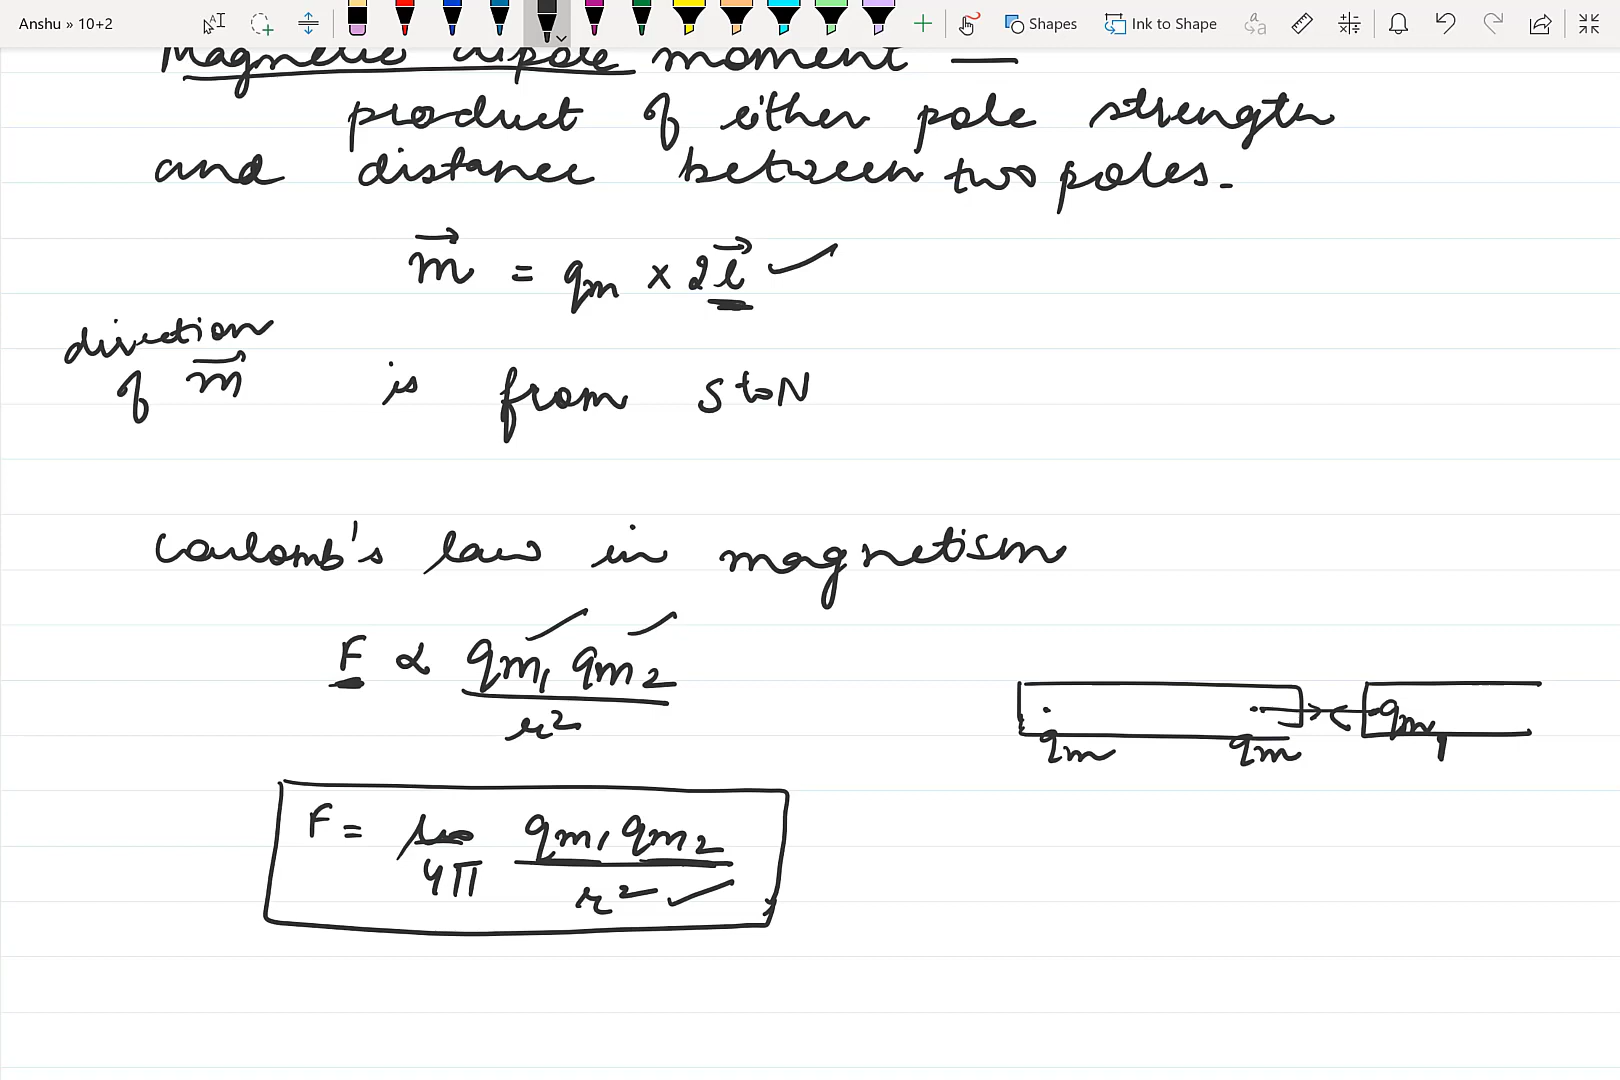 Anshu » 10+2
Shapes
Ink to Shape
Magnetic dipole moment —
product of either pole strength
and distance between two poles.
m⃗ = qm × 2l⃗
direction
of m⃗ is from S to N
Coulomb's law in magnetism
F ∝ qm1 qm2
r²
qm qm qm1
F = μ0 qm1 qm2
4π r²